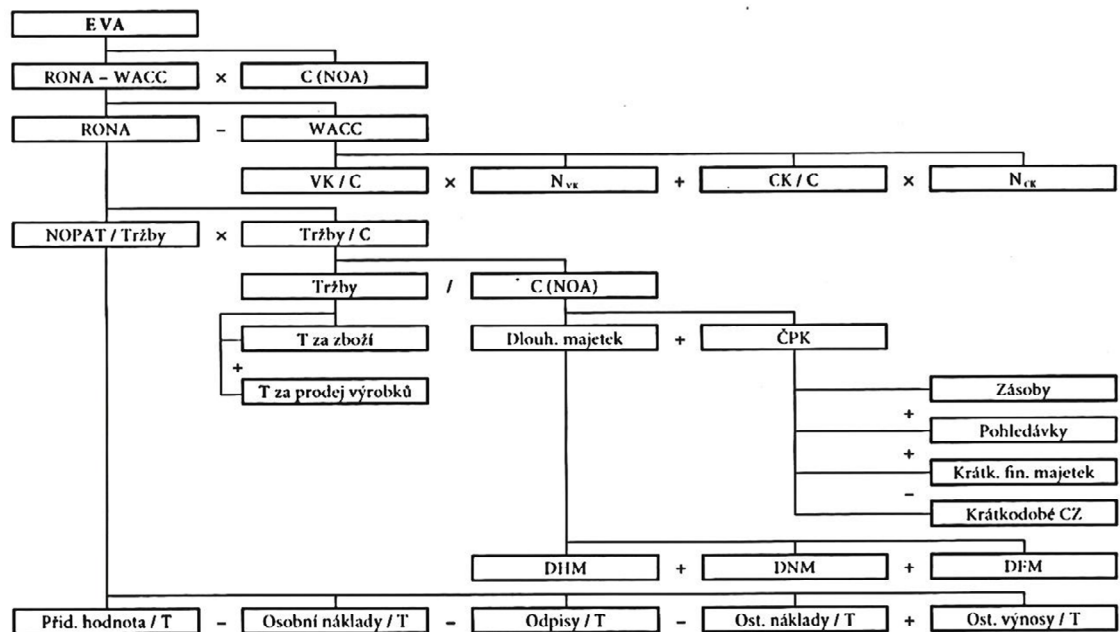 EVA
RONA – WACC × C (NOA)
RONA – WACC
VK / C × N_VK + CK / C × N_CK
NOPAT / Tržby × Tržby / C
Tržby / C (NOA)
T za zboží Dlouh. majetek + ČPK
+
T za prodej výrobků Zásoby
+
Pohledávky
+
Krátk. fin. majetek
–
Krátkodobé CZ
DHM + DNM + DFM
Přid. hodnota / T – Osobní náklady / T – Odpisy / T – Ost. náklady / T + Ost. výnosy / T